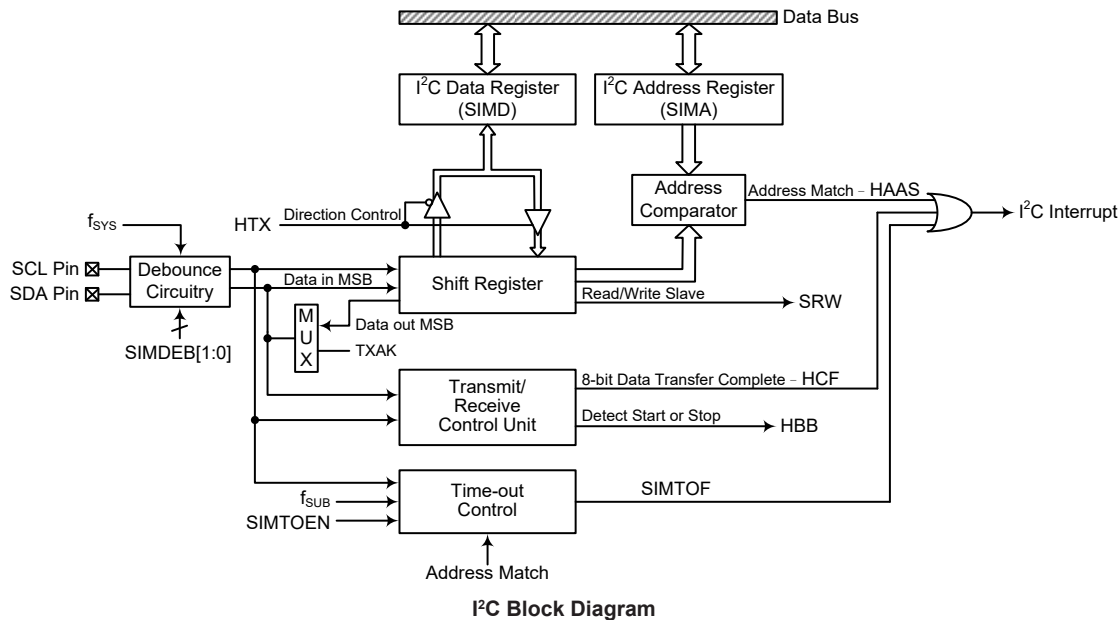 Data Bus
I²C Data Register
(SIMD)
I²C Address Register
(SIMA)
Address
Comparator
Address Match - HAAS
I²C Interrupt
HTX
Direction Control
fSYS
SCL Pin
SDA Pin
Debounce
Circuitry
SIMDEB[1:0]
Data in MSB
Shift Register
Read/Write Slave
SRW
M
U
X
Data out MSB
TXAK
Transmit/
Receive
Control Unit
8-bit Data Transfer Complete - HCF
Detect Start or Stop
HBB
fSUB
SIMTOEN
Time-out
Control
SIMTOF
Address Match
I²C Block Diagram